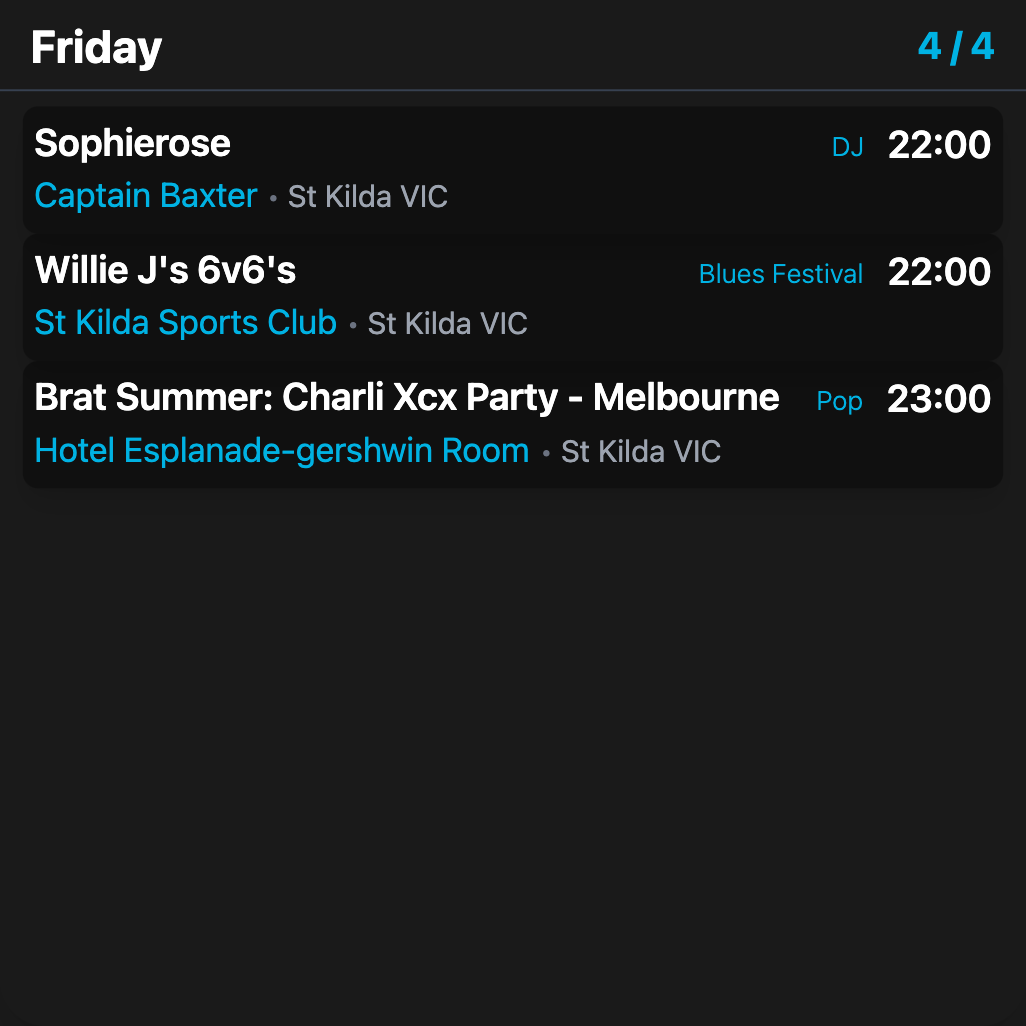 Friday 4 / 4
Sophierose DJ 22:00
Captain Baxter • St Kilda VIC
Willie J's 6v6's Blues Festival 22:00
St Kilda Sports Club • St Kilda VIC
Brat Summer: Charli Xcx Party - Melbourne Pop 23:00
Hotel Esplanade-gershwin Room • St Kilda VIC